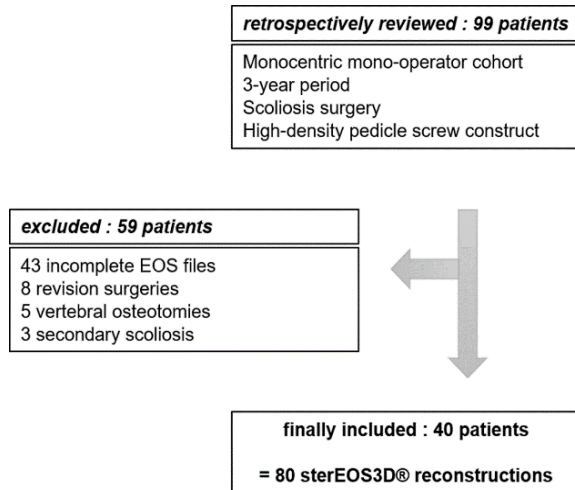 retrospectively reviewed : 99 patients
Monocentric mono-operator cohort
3-year period
Scoliosis surgery
High-density pedicle screw construct
excluded : 59 patients
43 incomplete EOS files
8 revision surgeries
5 vertebral osteotomies
3 secondary scoliosis
finally included : 40 patients
= 80 sterEOS3D® reconstructions